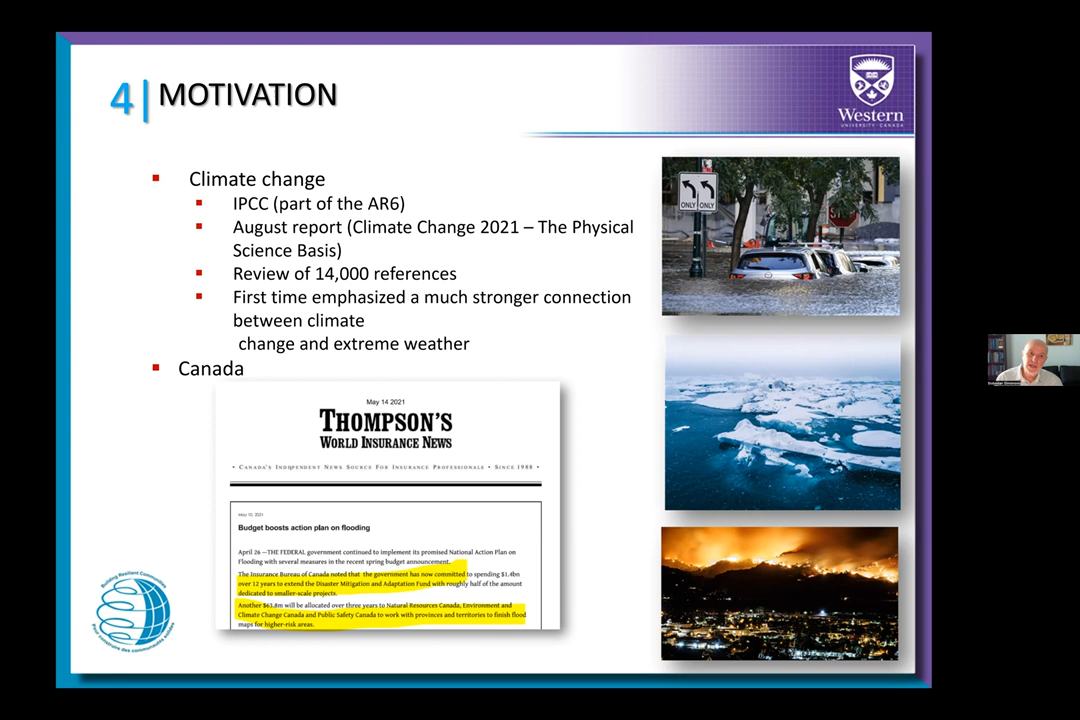 4 MOTIVATION
Western
UNIVERSITY · CANADA
Climate change
IPCC (part of the AR6)
August report (Climate Change 2021 – The Physical
Science Basis)
Review of 14,000 references
First time emphasized a much stronger connection
between climate
change and extreme weather
Canada
May 14 2021
THOMPSON'S
WORLD INSURANCE NEWS
• CANADA'S INDEPENDENT NEWS SOURCE FOR INSURANCE PROFESSIONALS • SINCE 1988 •
May 10, 2021
Budget boosts action plan on flooding
April 26 —THE FEDERAL government continued to implement its promised National Action Plan on
Flooding with several measures in the recent spring budget announcement.
The Insurance Bureau of Canada noted that the government has now committed to spending $1.4bn
over 12 years to extend the Disaster Mitigation and Adaptation Fund with roughly half of the amount
dedicated to smaller-scale projects.
Another $63.8m will be allocated over three years to Natural Resources Canada, Environment and
Climate Change Canada and Public Safety Canada to work with provinces and territories to finish flood
maps for higher-risk areas.
Building Resilient Communities
ONLY ONLY
STOP